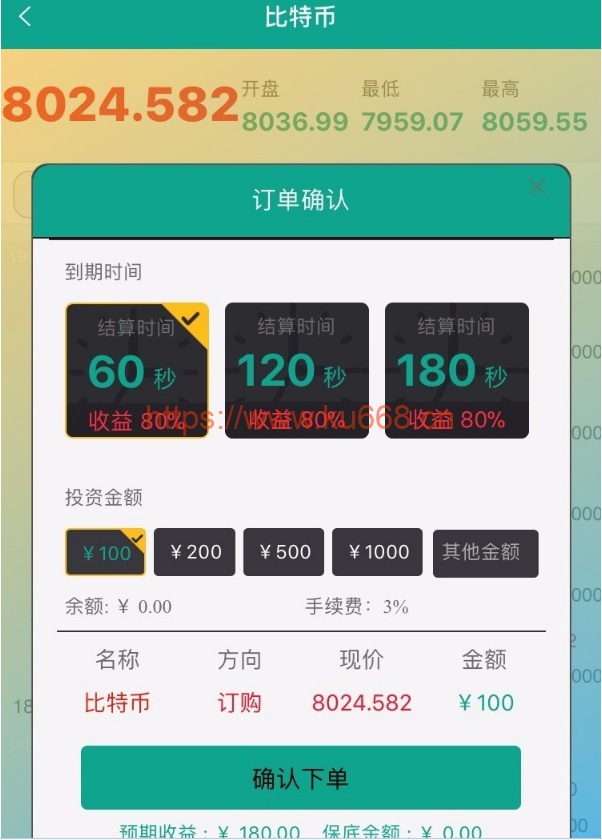 比特币
8024.582
开盘 最低 最高
8036.99 7959.07 8059.55
订单确认
到期时间
结算时间 结算时间 结算时间
60 秒 120 秒 180 秒
收益 80% 收益 80% 收益 80%
https://www.ku668.cn
投资金额
￥100 ￥200 ￥500 ￥1000 其他金额
余额: ￥ 0.00 手续费： 3%
名称 方向 现价 金额
比特币 订购 8024.582 ￥100
确认下单
预期收益：￥ 180.00 保底金额：￥ 0.00